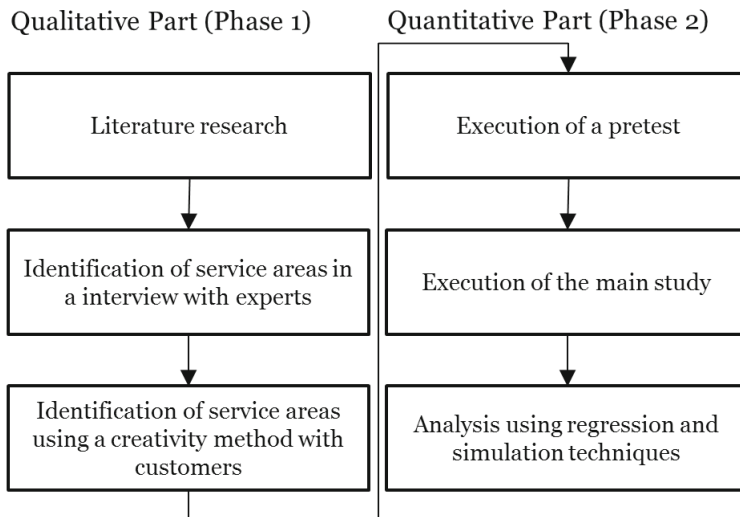 Qualitative Part (Phase 1)
Literature research
Identification of service areas in
a interview with experts
Identification of service areas
using a creativity method with
customers
Quantitative Part (Phase 2)
Execution of a pretest
Execution of the main study
Analysis using regression and
simulation techniques